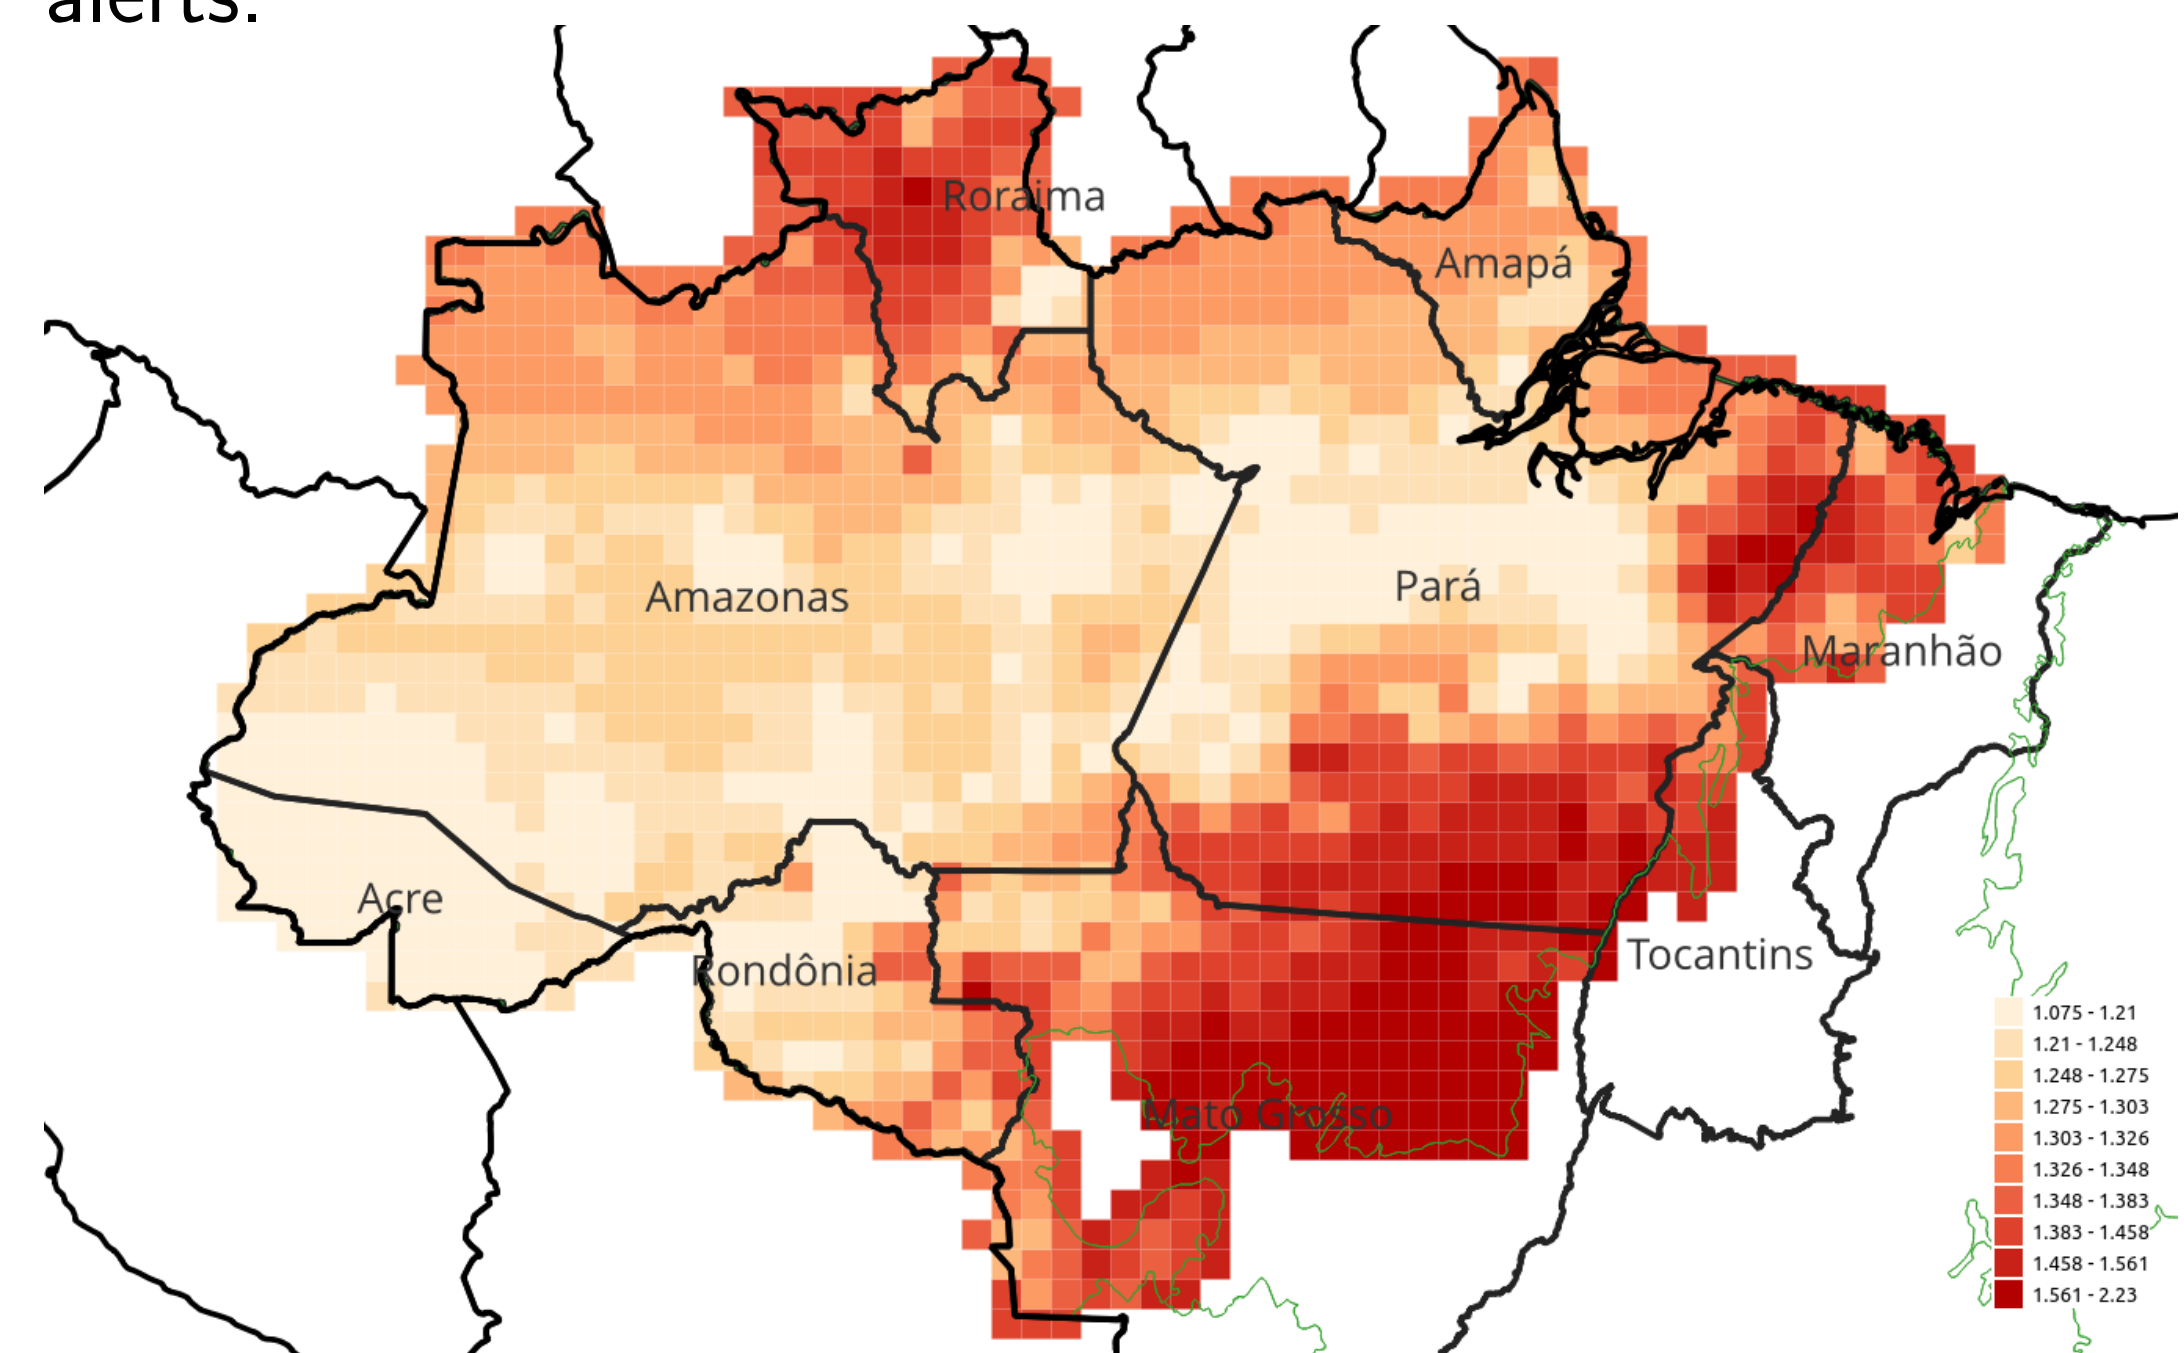 alerts.
Roraima
Amapá
Amazonas
Pará
Maranhão
Acre
Rondônia
Tocantins
Mato Grosso
1.075 - 1.21
1.21 - 1.248
1.248 - 1.275
1.275 - 1.303
1.303 - 1.326
1.326 - 1.348
1.348 - 1.383
1.383 - 1.458
1.458 - 1.561
1.561 - 2.23